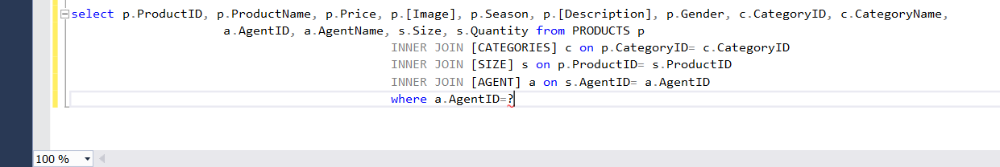 select p.ProductID, p.ProductName, p.Price, p.[Image], p.Season, p.[Description], p.Gender, c.CategoryID, c.CategoryName,
a.AgentID, a.AgentName, s.Size, s.Quantity from PRODUCTS p
INNER JOIN [CATEGORIES] c on p.CategoryID= c.CategoryID
INNER JOIN [SIZE] s on p.ProductID= s.ProductID
INNER JOIN [AGENT] a on s.AgentID= a.AgentID
where a.AgentID=?
100 %